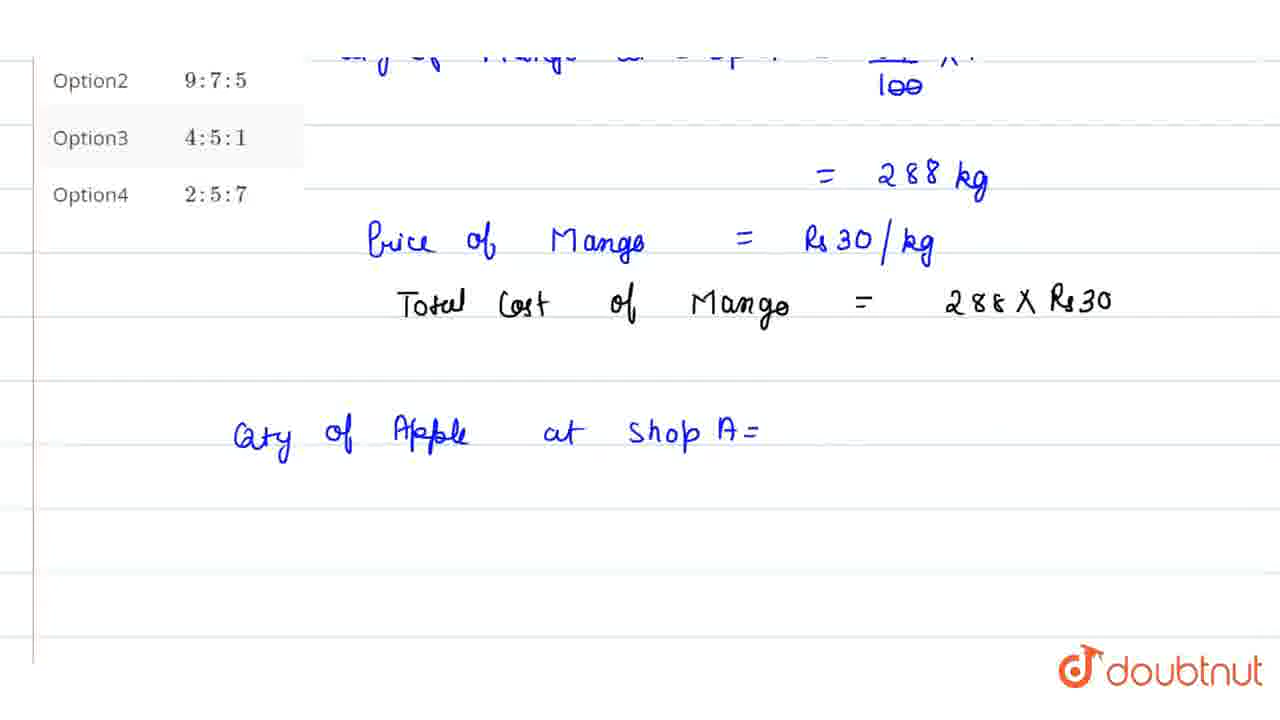 Option2 9:7:5
100
Option3 4:5:1
= 288 kg
Option4 2:5:7
Price of Mango = Rs 30/kg
Total Cost of Mango = 288 X Rs 30
Qty of Apple at Shop A =
doubtnut